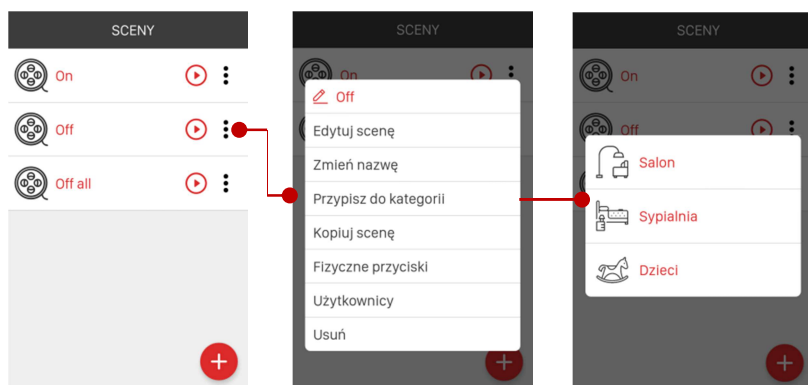 SCENY
On
Off
Off all
SCENY
On
Off
Edytuj scenę
Zmień nazwę
Przypisz do kategorii
Kopiuj scenę
Fizyczne przyciski
Użytkownicy
Usuń
SCENY
On
Off
Salon
Sypialnia
Dzieci